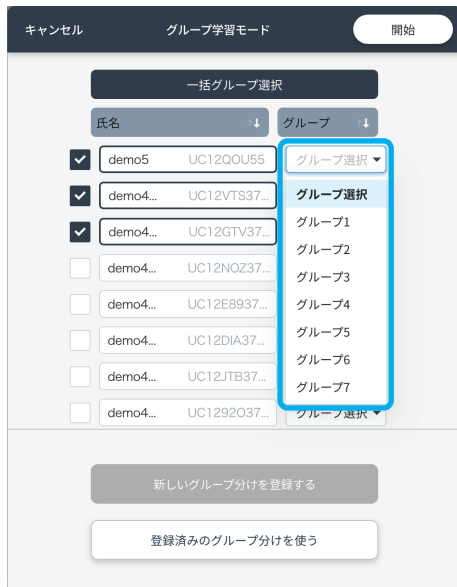 キャンセル グループ学習モード 開始
一括グループ選択
氏名 ↑↓ グループ ↑↓
demo5 UC12QOU55 グループ選択
demo4... UC12VTS37... グループ選択
demo4... UC12GTV37... グループ1
グループ2
demo4... UC12NOZ37... グループ3
demo4... UC12E8937... グループ4
demo4... UC12DIA37... グループ5
グループ6
demo4... UC12JTB37... グループ7
demo4... UC1292O37... グループ選択
新しいグループ分けを登録する
登録済みのグループ分けを使う